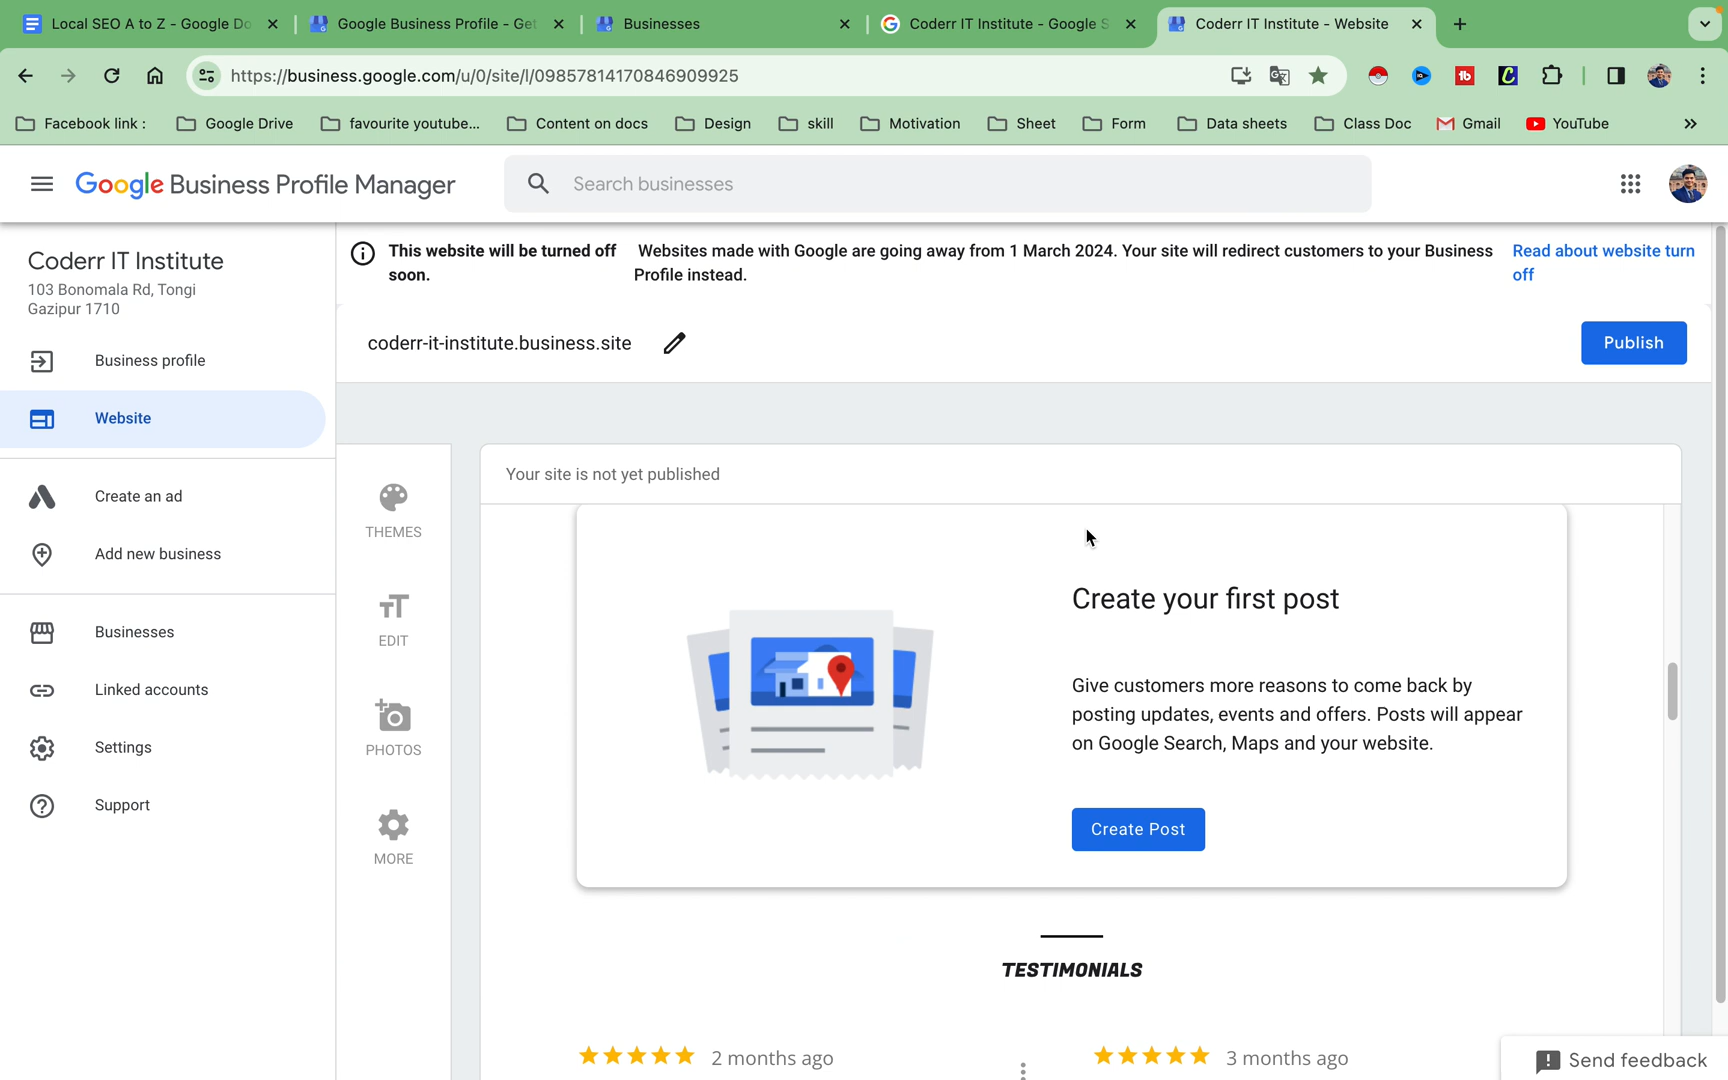 Local SEO A to Z - Google Do
Google Business Profile - Get
Businesses
Coderr IT Institute - Google S
Coderr IT Institute - Website
https://business.google.com/u/0/site/l/09857814170846909925
Facebook link :
Google Drive
favourite youtube...
Content on docs
Design
skill
Motivation
Sheet
Form
Data sheets
Class Doc
Gmail
YouTube
Google Business Profile Manager
Search businesses
Coderr IT Institute
103 Bonomala Rd, Tongi
Gazipur 1710
Business profile
Website
Create an ad
Add new business
Businesses
Linked accounts
Settings
Support
This website will be turned off
soon.
Websites made with Google are going away from 1 March 2024. Your site will redirect customers to your Business
Profile instead.
Read about website turn
off
coderr-it-institute.business.site
Publish
THEMES
EDIT
PHOTOS
MORE
Your site is not yet published
Create your first post
Give customers more reasons to come back by
posting updates, events and offers. Posts will appear
on Google Search, Maps and your website.
Create Post
TESTIMONIALS
2 months ago
3 months ago
Send feedback